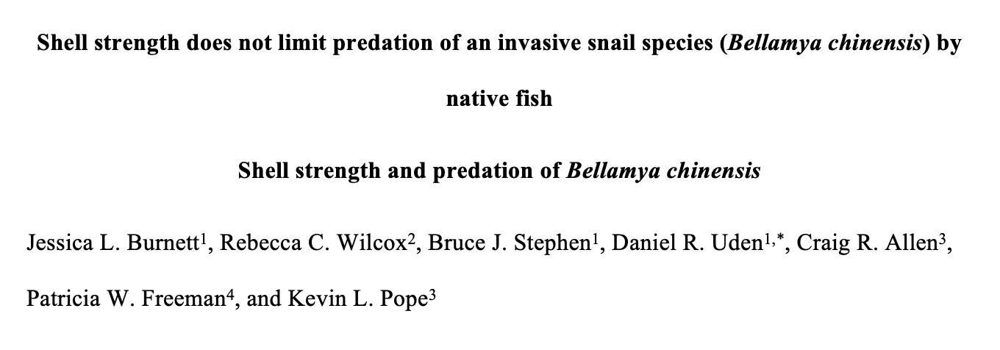 Shell strength does not limit predation of an invasive snail species (Bellamya chinensis) by
native fish
Shell strength and predation of Bellamya chinensis
Jessica L. Burnett1, Rebecca C. Wilcox2, Bruce J. Stephen1, Daniel R. Uden1,*, Craig R. Allen3,
Patricia W. Freeman4, and Kevin L. Pope3